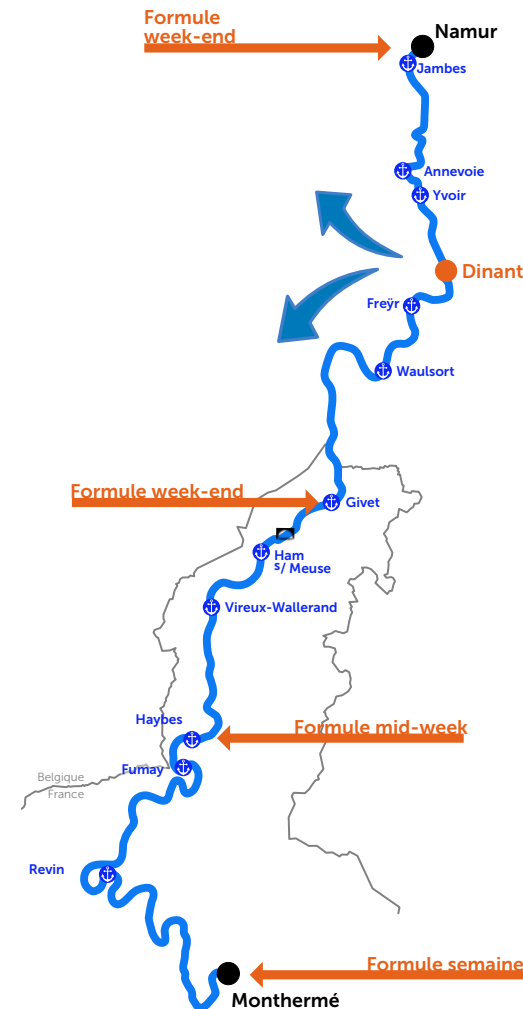 Formule
week-end
Namur
Jambes
Annevoie
Yvoir
Dinant
Freÿr
Waulsort
Formule week-end
Givet
Ham
s/ Meuse
Vireux-Wallerand
Haybes
Formule mid-week
Fumay
Belgique
France
Revin
Formule semaine
Monthermé